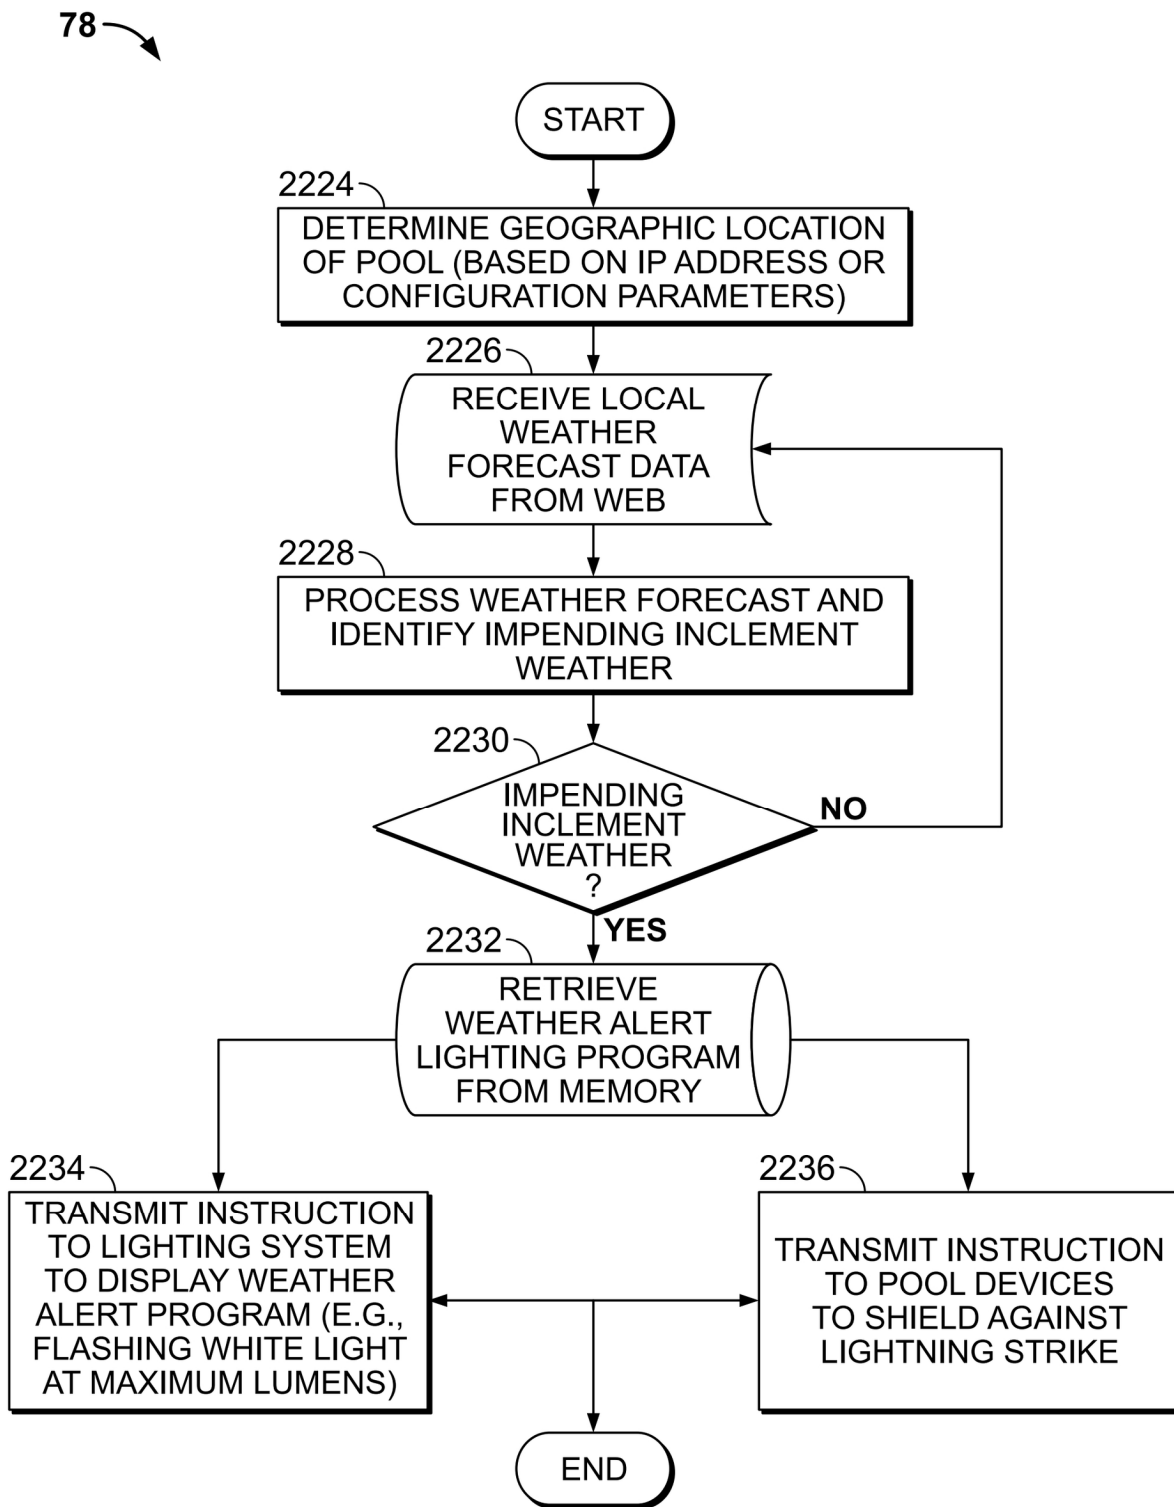 78
START
2224
DETERMINE GEOGRAPHIC LOCATION
OF POOL (BASED ON IP ADDRESS OR
CONFIGURATION PARAMETERS)
2226
RECEIVE LOCAL
WEATHER
FORECAST DATA
FROM WEB
2228
PROCESS WEATHER FORECAST AND
IDENTIFY IMPENDING INCLEMENT
WEATHER
2230
IMPENDING
INCLEMENT
WEATHER
?
NO
YES
2232
RETRIEVE
WEATHER ALERT
LIGHTING PROGRAM
FROM MEMORY
2234
TRANSMIT INSTRUCTION
TO LIGHTING SYSTEM
TO DISPLAY WEATHER
ALERT PROGRAM (E.G.,
FLASHING WHITE LIGHT
AT MAXIMUM LUMENS)
2236
TRANSMIT INSTRUCTION
TO POOL DEVICES
TO SHIELD AGAINST
LIGHTNING STRIKE
END